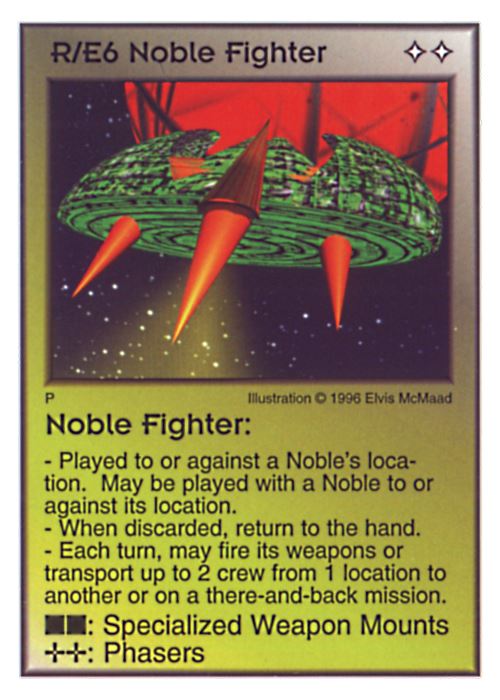 R/E6 Noble Fighter
P Illustration © 1996 Elvis McMaad
Noble Fighter:
- Played to or against a Noble's loca-
tion. May be played with a Noble to or
against its location.
- When discarded, return to the hand.
- Each turn, may fire its weapons or
transport up to 2 crew from 1 location to
another or on a there-and-back mission.
■■: Specialized Weapon Mounts
✢✢: Phasers